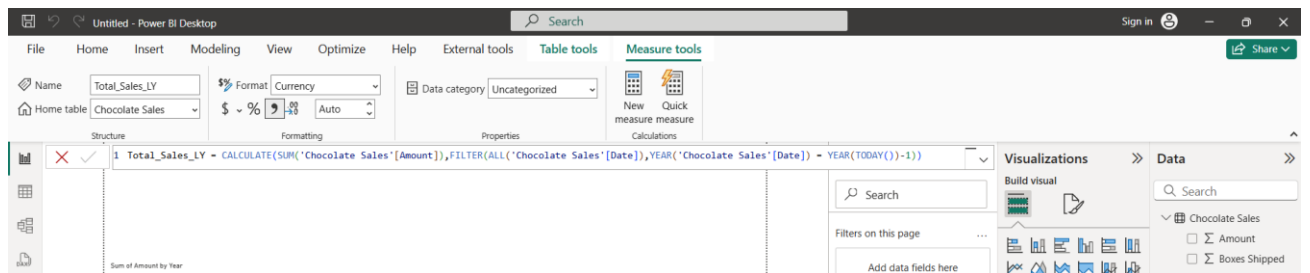 Untitled - Power BI Desktop
Search
Sign in
File Home Insert Modeling View Optimize Help External tools Table tools Measure tools
Share
Name Total_Sales_LY
$% Format Currency
Data category Uncategorized
Home table Chocolate Sales
$ % 9 .00 Auto
New measure
Quick measure
Structure
Formatting
Properties
Calculations
1 Total_Sales_LY = CALCULATE(SUM('Chocolate Sales'[Amount]),FILTER(ALL('Chocolate Sales'[Date]),YEAR('Chocolate Sales'[Date]) = YEAR(TODAY())-1))
Visualizations
Data
Build visual
Search
Search
Chocolate Sales
Filters on this page
Σ Amount
Σ Boxes Shipped
Sum of Amount by Year
Add data fields here